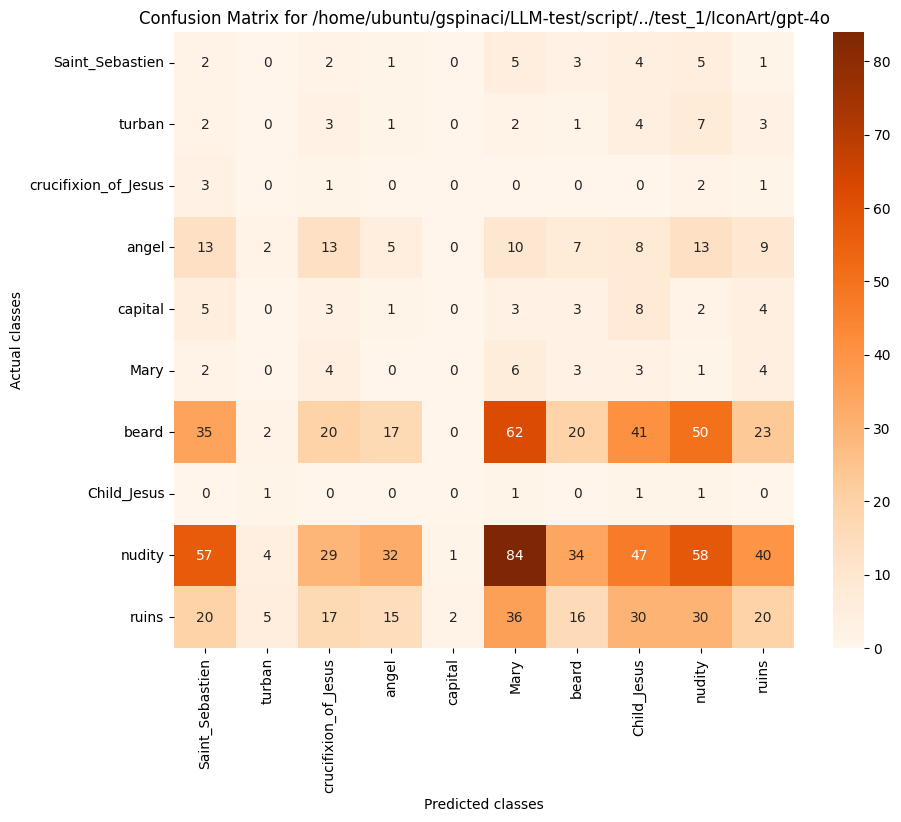 Confusion Matrix for /home/ubuntu/gspinaci/LLM-test/script/../test_1/IconArt/gpt-4o
Saint_Sebastien 2 0 2 1 0 5 3 4 5 1
turban 2 0 3 1 0 2 1 4 7 3
crucifixion_of_Jesus 3 0 1 0 0 0 0 0 2 1
angel 13 2 13 5 0 10 7 8 13 9
capital 5 0 3 1 0 3 3 8 2 4
Mary 2 0 4 0 0 6 3 3 1 4
beard 35 2 20 17 0 62 20 41 50 23
Child_Jesus 0 1 0 0 0 1 0 1 1 0
nudity 57 4 29 32 1 84 34 47 58 40
ruins 20 5 17 15 2 36 16 30 30 20
Saint_Sebastien turban crucifixion_of_Jesus angel capital Mary beard Child_Jesus nudity ruins
Predicted classes
Actual classes
80
70
60
50
40
30
20
10
0